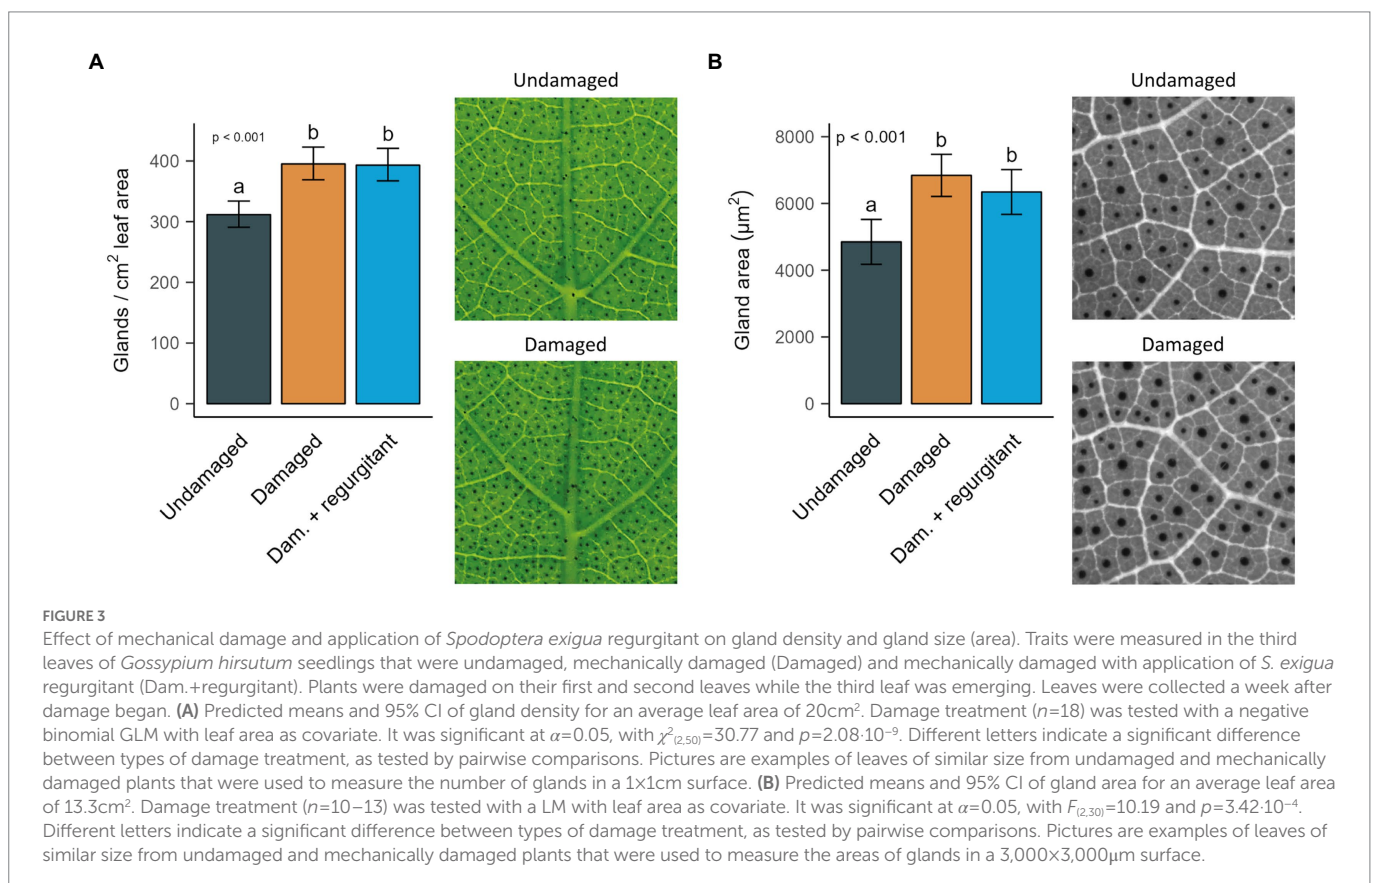 A
Undamaged
p < 0.001
a
b
b
Glands / cm² leaf area
400
300
200
100
0
Undamaged
Damaged
Dam. + regurgitant
Damaged
B
Undamaged
p < 0.001
a
b
b
Gland area (µm²)
8000
6000
4000
2000
0
Undamaged
Damaged
Dam. + regurgitant
Damaged
FIGURE 3
Effect of mechanical damage and application of Spodoptera exigua regurgitant on gland density and gland size (area). Traits were measured in the third
leaves of Gossypium hirsutum seedlings that were undamaged, mechanically damaged (Damaged) and mechanically damaged with application of S. exigua
regurgitant (Dam.+regurgitant). Plants were damaged on their first and second leaves while the third leaf was emerging. Leaves were collected a week after
damage began. (A) Predicted means and 95% CI of gland density for an average leaf area of 20cm². Damage treatment (n=18) was tested with a negative
binomial GLM with leaf area as covariate. It was significant at α=0.05, with χ²(2,50)=30.77 and p=2.08·10⁻⁹. Different letters indicate a significant difference
between types of damage treatment, as tested by pairwise comparisons. Pictures are examples of leaves of similar size from undamaged and mechanically
damaged plants that were used to measure the number of glands in a 1×1cm surface. (B) Predicted means and 95% CI of gland area for an average leaf area
of 13.3cm². Damage treatment (n=10–13) was tested with a LM with leaf area as covariate. It was significant at α=0.05, with F(2,30)=10.19 and p=3.42·10⁻⁴.
Different letters indicate a significant difference between types of damage treatment, as tested by pairwise comparisons. Pictures are examples of leaves of
similar size from undamaged and mechanically damaged plants that were used to measure the areas of glands in a 3,000×3,000µm surface.